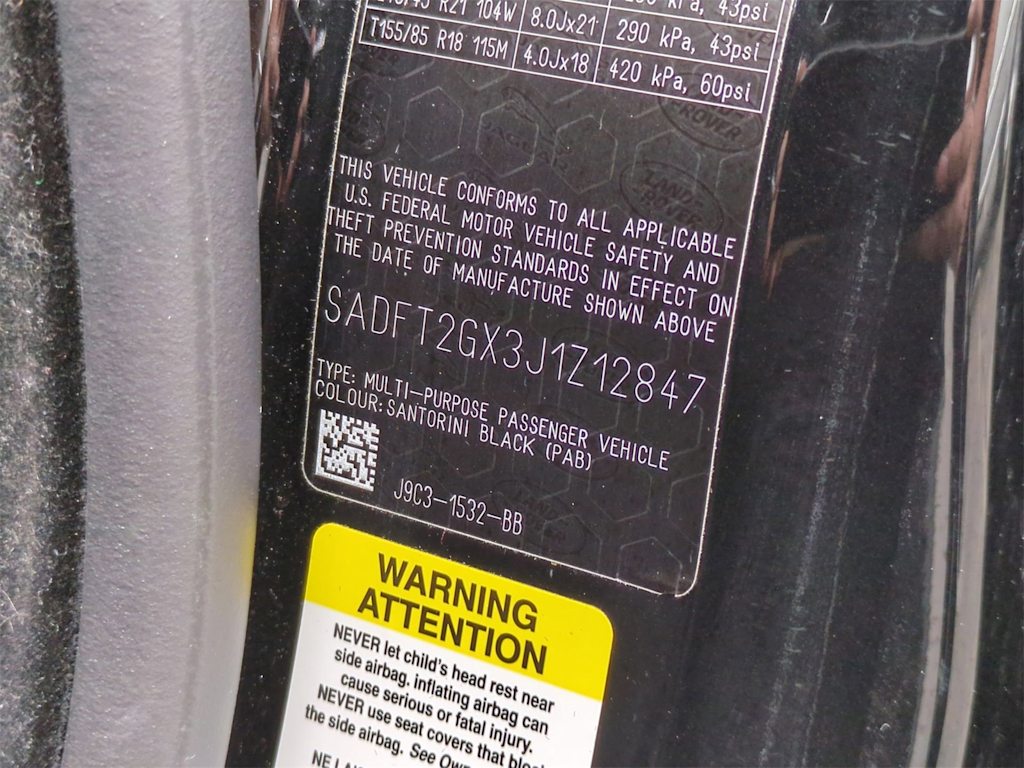 R21 104W 8.0Jx21 kPa, 43psi
T155/85 R18 115M 4.0Jx18 290 kPa, 43psi
420 kPa, 60psi
THIS VEHICLE CONFORMS TO ALL APPLICABLE
U.S. FEDERAL MOTOR VEHICLE SAFETY AND
THEFT PREVENTION STANDARDS IN EFFECT ON
THE DATE OF MANUFACTURE SHOWN ABOVE
SADFT2GX3J1Z12847
TYPE: MULTI-PURPOSE PASSENGER VEHICLE
COLOUR:SANTORINI BLACK (PAB)
J9C3-1532-BB
WARNING
ATTENTION
NEVER let child's head rest near
side airbag. inflating airbag can
cause serious or fatal injury.
NEVER use seat covers that
the side airbag. See